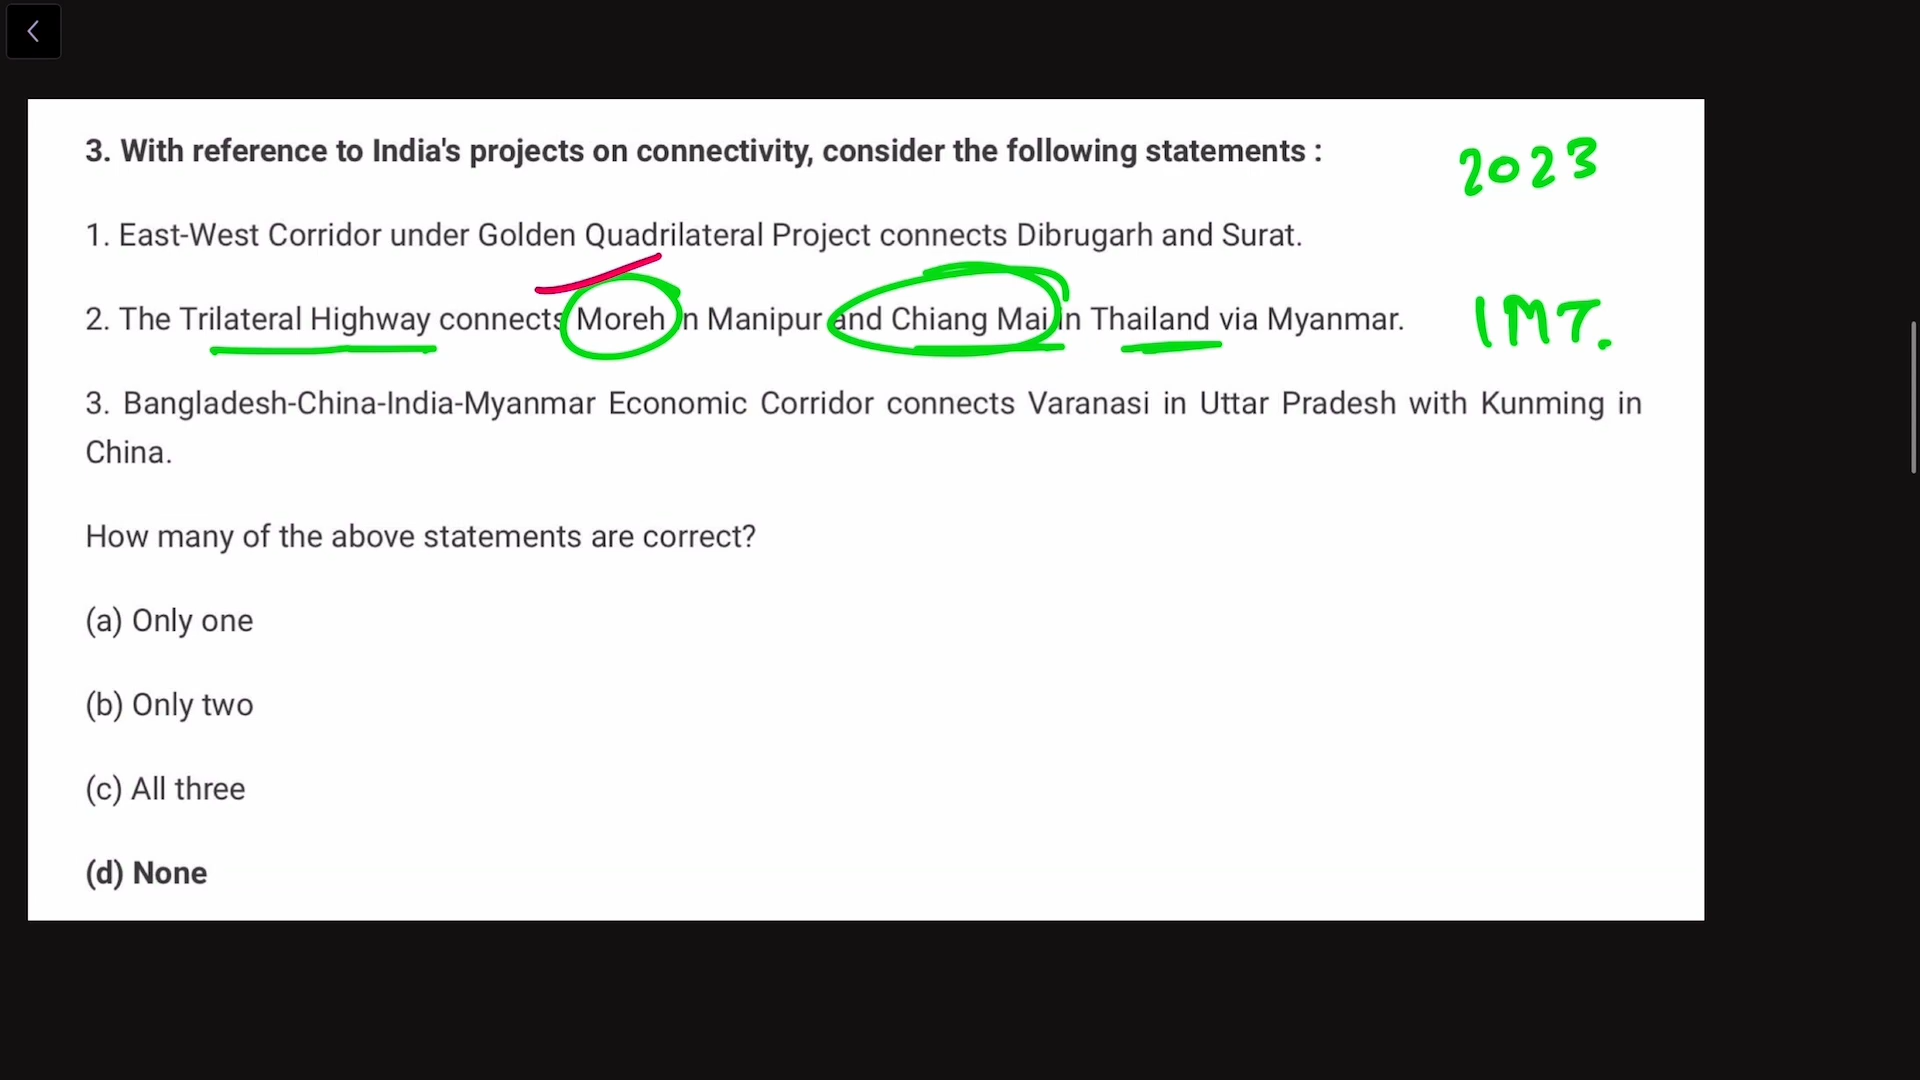 3. With reference to India's projects on connectivity, consider the following statements :
2023
1. East-West Corridor under Golden Quadrilateral Project connects Dibrugarh and Surat.
2. The Trilateral Highway connects Moreh in Manipur and Chiang Mai in Thailand via Myanmar.
IMT.
3. Bangladesh-China-India-Myanmar Economic Corridor connects Varanasi in Uttar Pradesh with Kunming in
China.
How many of the above statements are correct?
(a) Only one
(b) Only two
(c) All three
(d) None